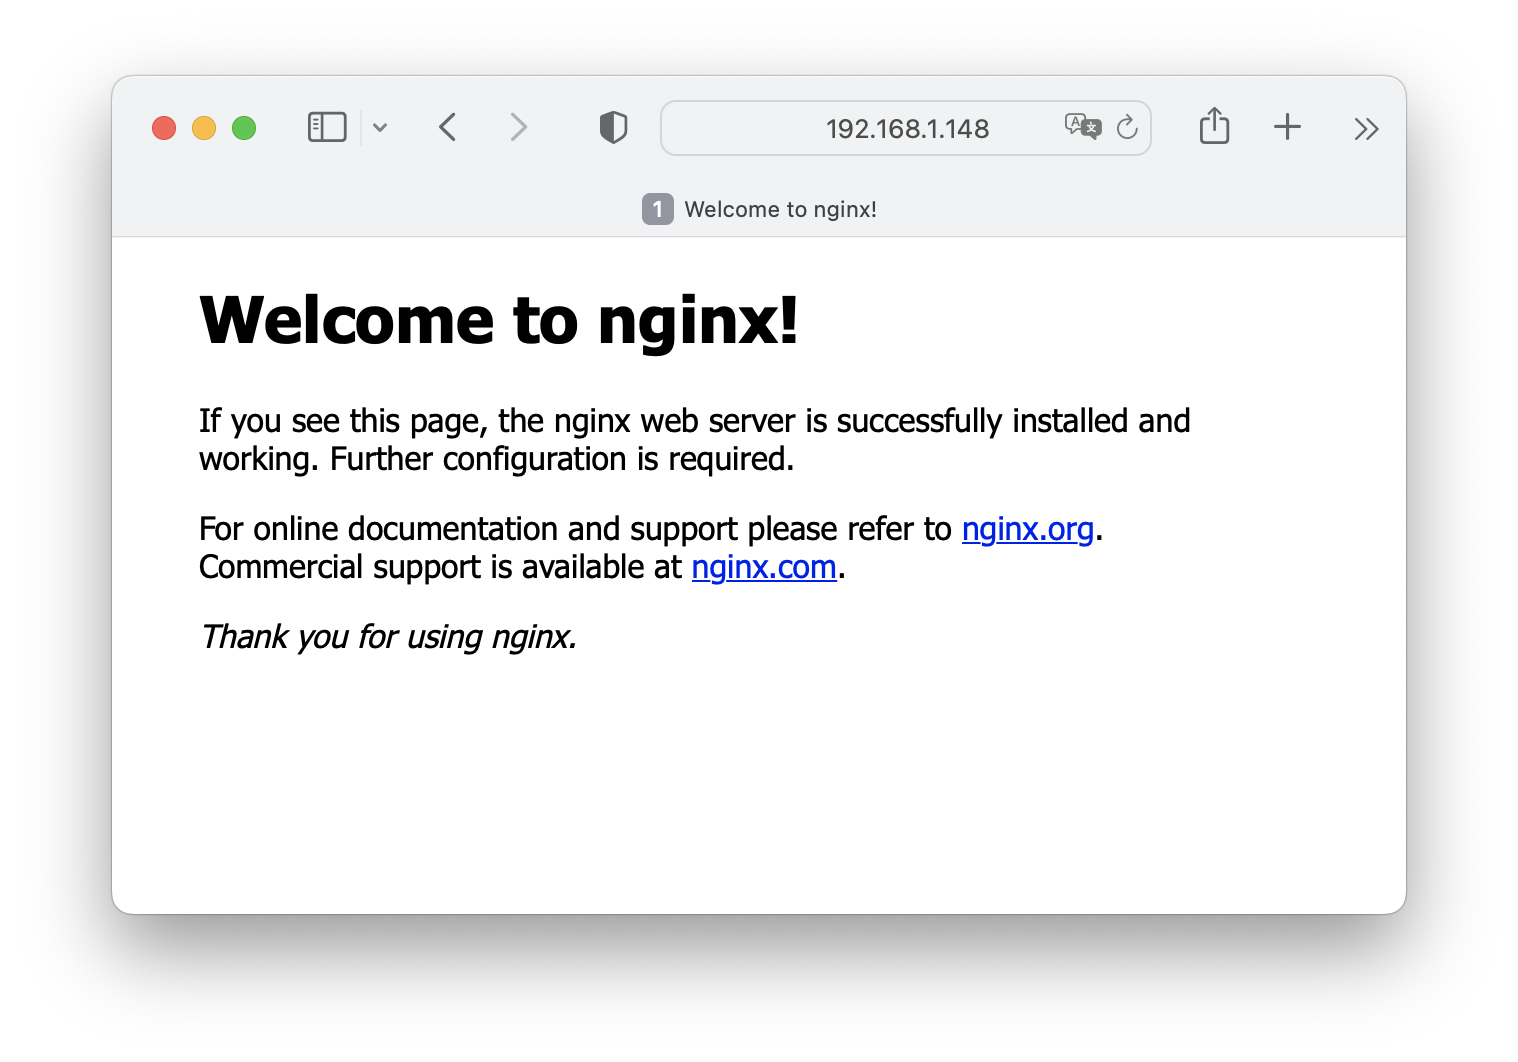 192.168.1.148
1 Welcome to nginx!
Welcome to nginx!
If you see this page, the nginx web server is successfully installed and
working. Further configuration is required.
For online documentation and support please refer to nginx.org.
Commercial support is available at nginx.com.
Thank you for using nginx.